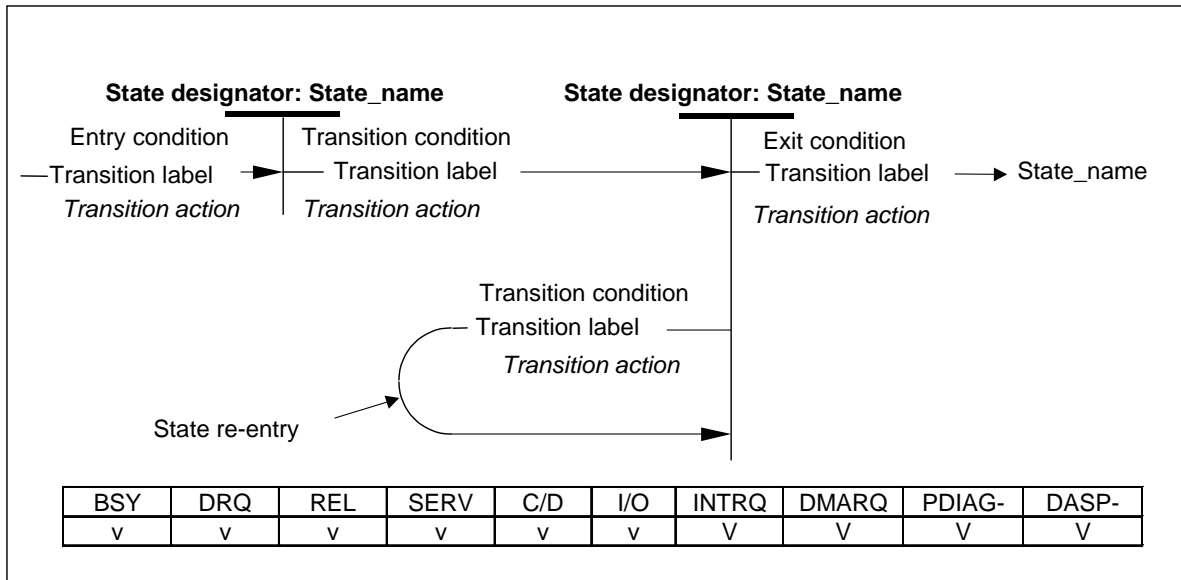 State designator: State_name State designator: State_name
Entry condition Transition condition Exit condition
Transition label Transition label Transition label State_name
Transition action Transition action Transition action
Transition condition
Transition label
Transition action
State re-entry
BSY DRQ REL SERV C/D I/O INTRQ DMARQ PDIAG- DASP-
v v v v v v V V V V